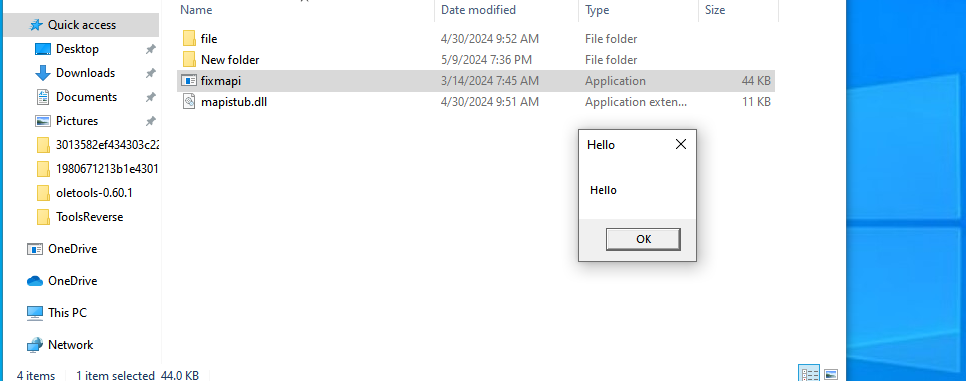 Name Date modified Type Size
Quick access
file 4/30/2024 9:52 AM File folder
Desktop
New folder 5/9/2024 7:36 PM File folder
Downloads
fixmapi 3/14/2024 7:45 AM Application 44 KB
Documents
mapistub.dll 4/30/2024 9:51 AM Application exten... 11 KB
Pictures
3013582ef434303c22
1980671213b1e4301
oletools-0.60.1
ToolsReverse
OneDrive
OneDrive
This PC
Network
Hello
Hello
OK
4 items 1 item selected 44.0 KB